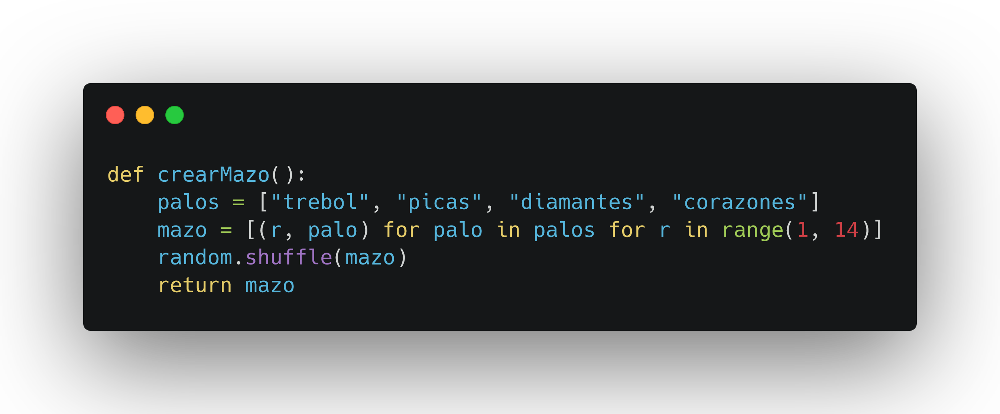 def crearMazo():
    palos = ["trebol", "picas", "diamantes", "corazones"]
    mazo = [(r, palo) for palo in palos for r in range(1, 14)]
    random.shuffle(mazo)
    return mazo